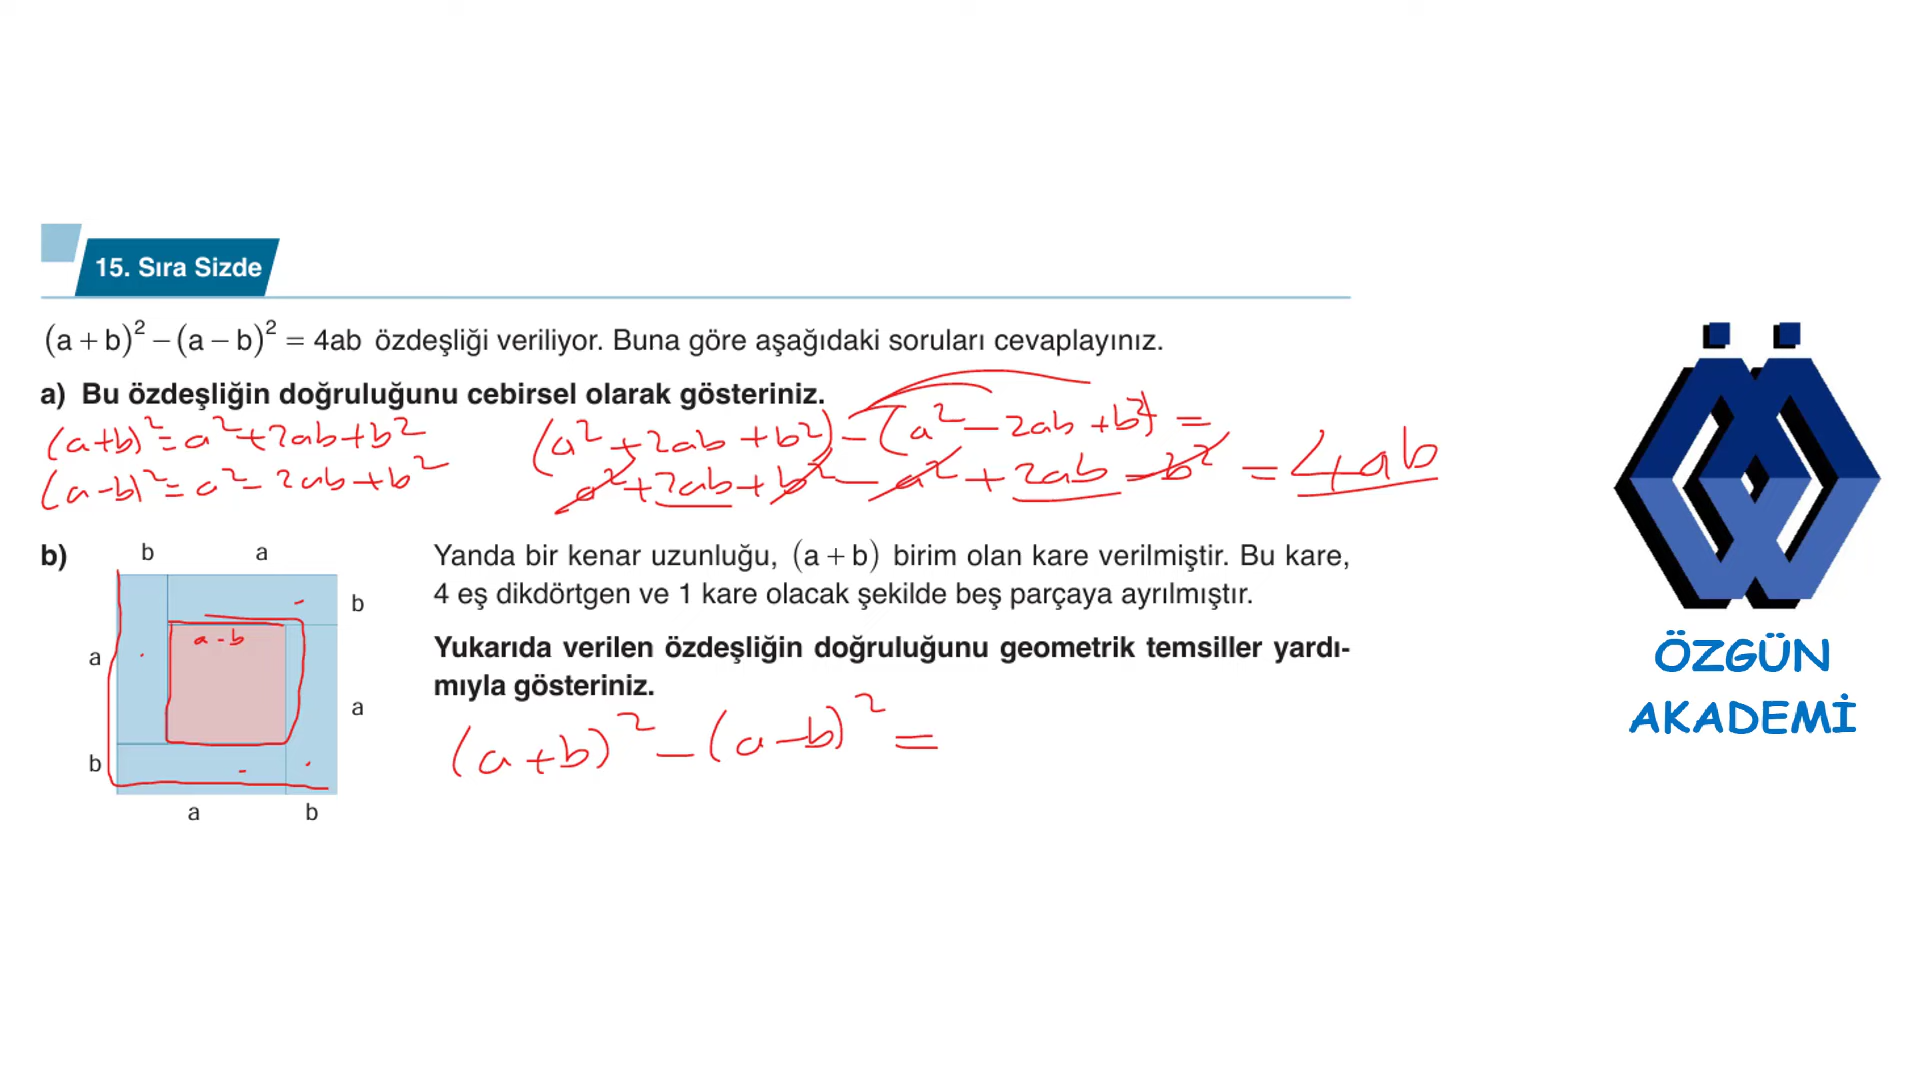 15. Sıra Sizde
(a + b)² – (a – b)² = 4ab özdeşliği veriliyor. Buna göre aşağıdaki soruları cevaplayınız.
a) Bu özdeşliğin doğruluğunu cebirsel olarak gösteriniz.
(a+b)² = a² + 2ab + b²
(a-b)² = a² - 2ab + b²
(a² + 2ab + b²) - (a² - 2ab + b²) =
a² + 2ab + b² - a² + 2ab - b² = 4ab
b)
b a
b
a - b
a
a
b
a b
Yanda bir kenar uzunluğu, (a + b) birim olan kare verilmiştir. Bu kare,
4 eş dikdörtgen ve 1 kare olacak şekilde beş parçaya ayrılmıştır.
Yukarıda verilen özdeşliğin doğruluğunu geometrik temsiller yardı-
mıyla gösteriniz.
(a+b)² - (a-b)² =
ÖZGÜN
AKADEMİ